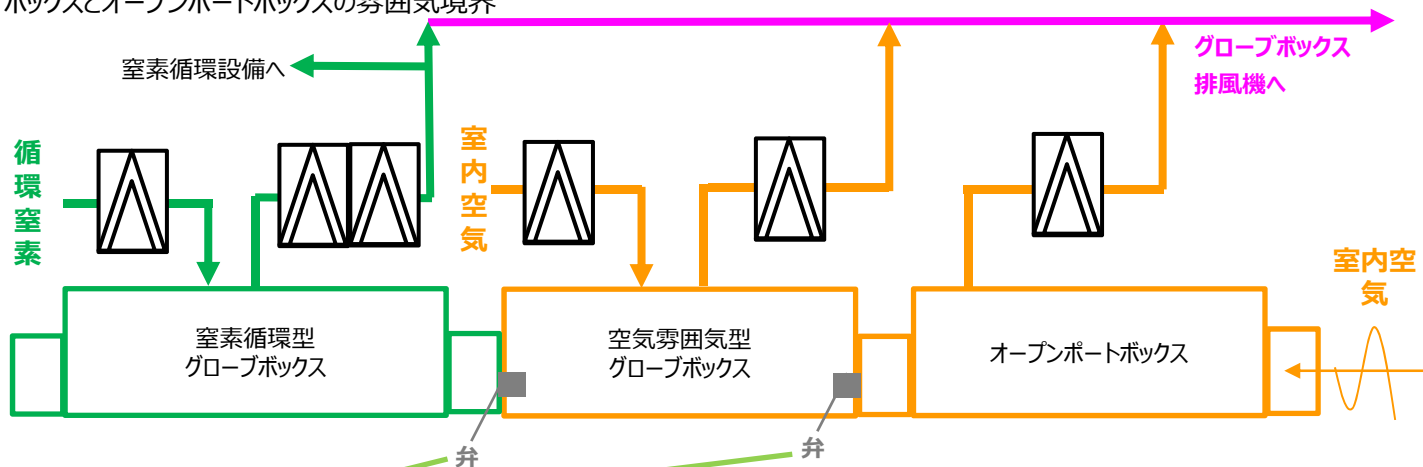 ボックスとオープンポートボックスの雰囲気境界
グローブボックス
排風機へ
窒素循環設備へ
循環窒素
室内空気
室内空
気
窒素循環型
グローブボックス
空気雰囲気型
グローブボックス
オープンポートボックス
弁
弁